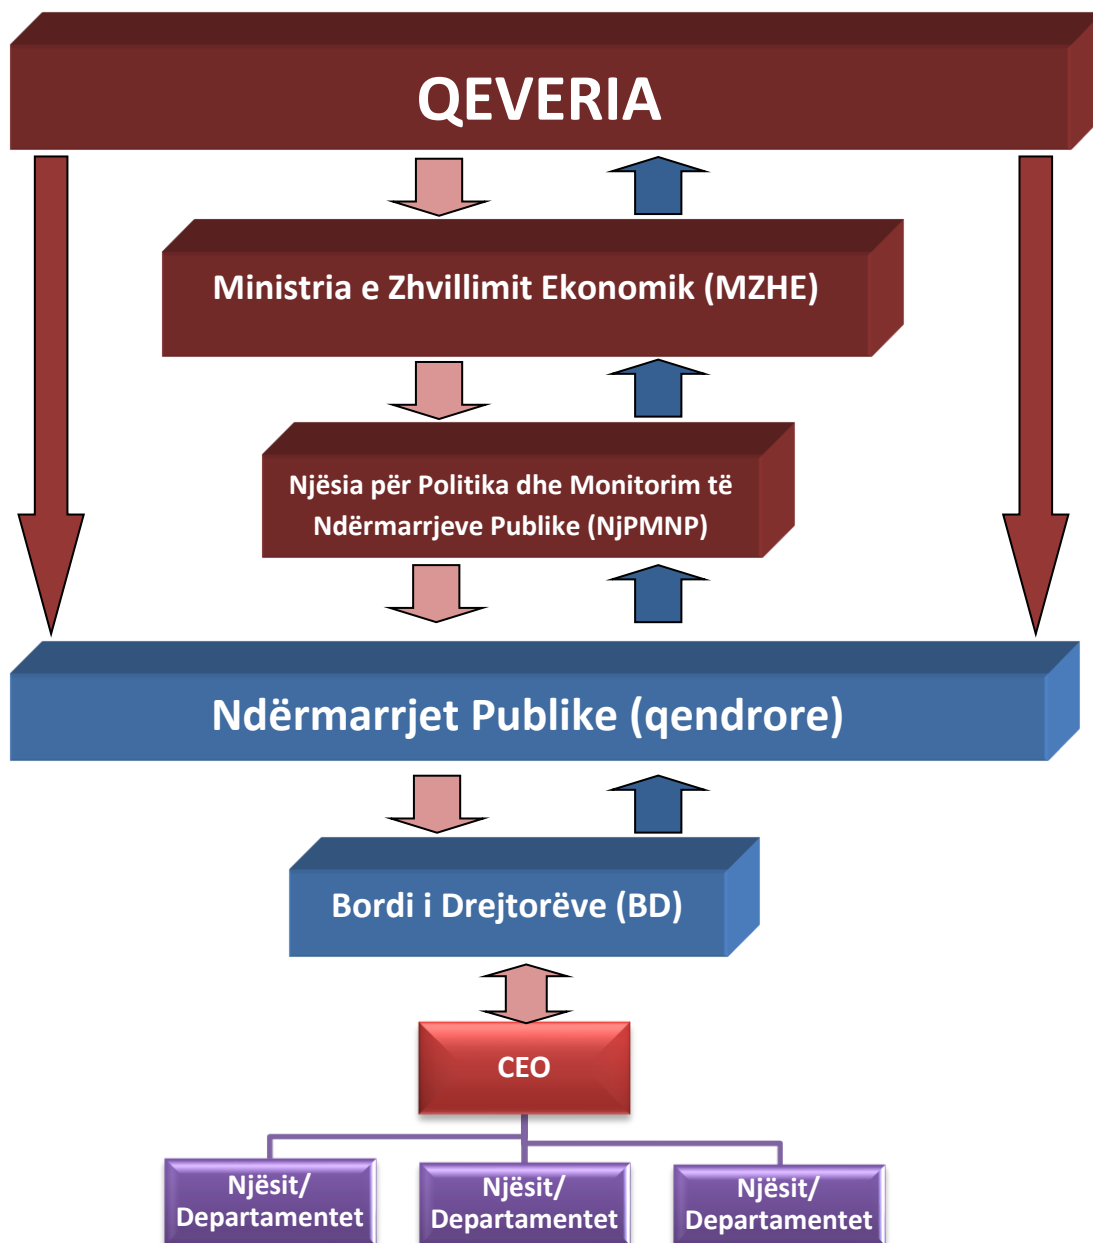 QEVERIA
Ministria e Zhvillimit Ekonomik (MZHE)
Njësia për Politika dhe Monitorim të
Ndërmarrjeve Publike (NjPMNP)
Ndërmarrjet Publike (qendrore)
Bordi i Drejtorëve (BD)
CEO
Njësit/
Departamentet
Njësit/
Departamentet
Njësit/
Departamentet